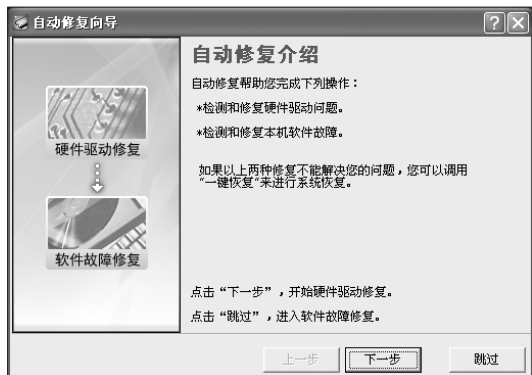 自动修复向导
自动修复介绍
自动修复帮助您完成下列操作：
*检测和修复硬件驱动问题。
*检测和修复本机软件故障。
如果以上两种修复不能解决您的问题，您可以调用
“一键恢复”来进行系统恢复。
硬件驱动修复
软件故障修复
点击“下一步”，开始硬件驱动修复。
点击“跳过”，进入软件故障修复。
上一步
下一步
跳过